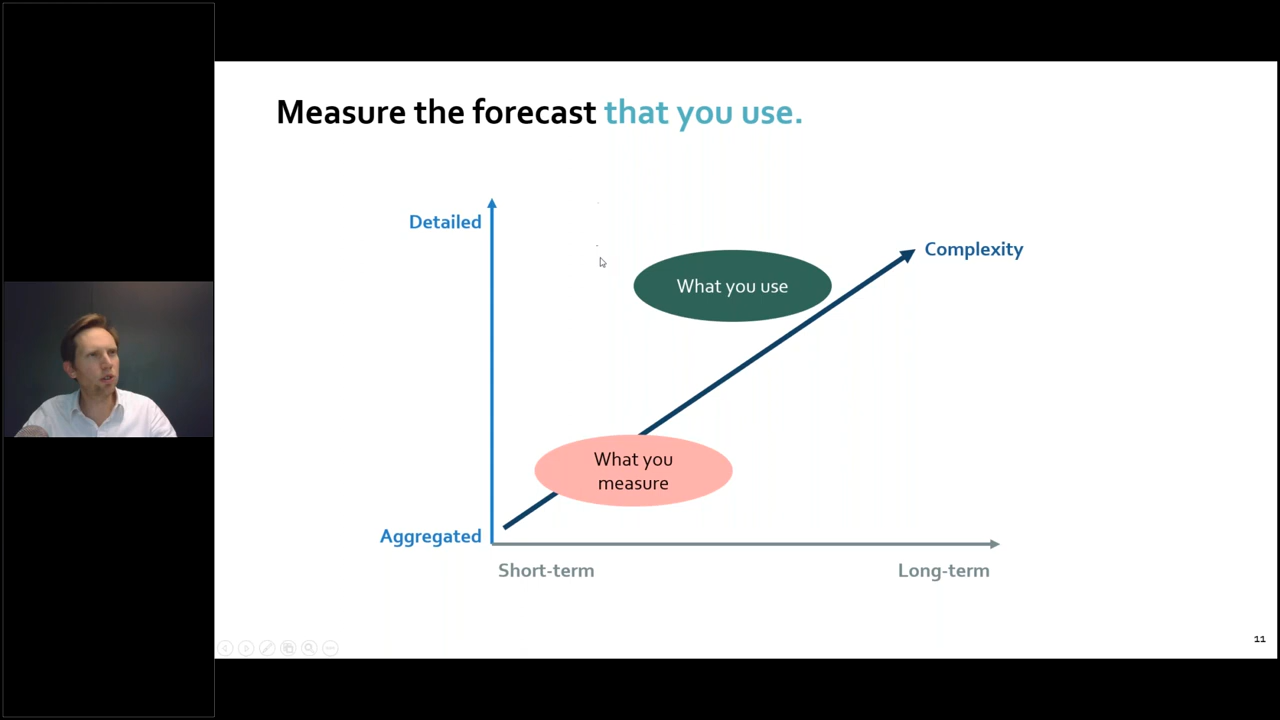 Measure the forecast that you use.
Detailed
Complexity
What you use
What you
measure
Aggregated
Short-term
Long-term
11